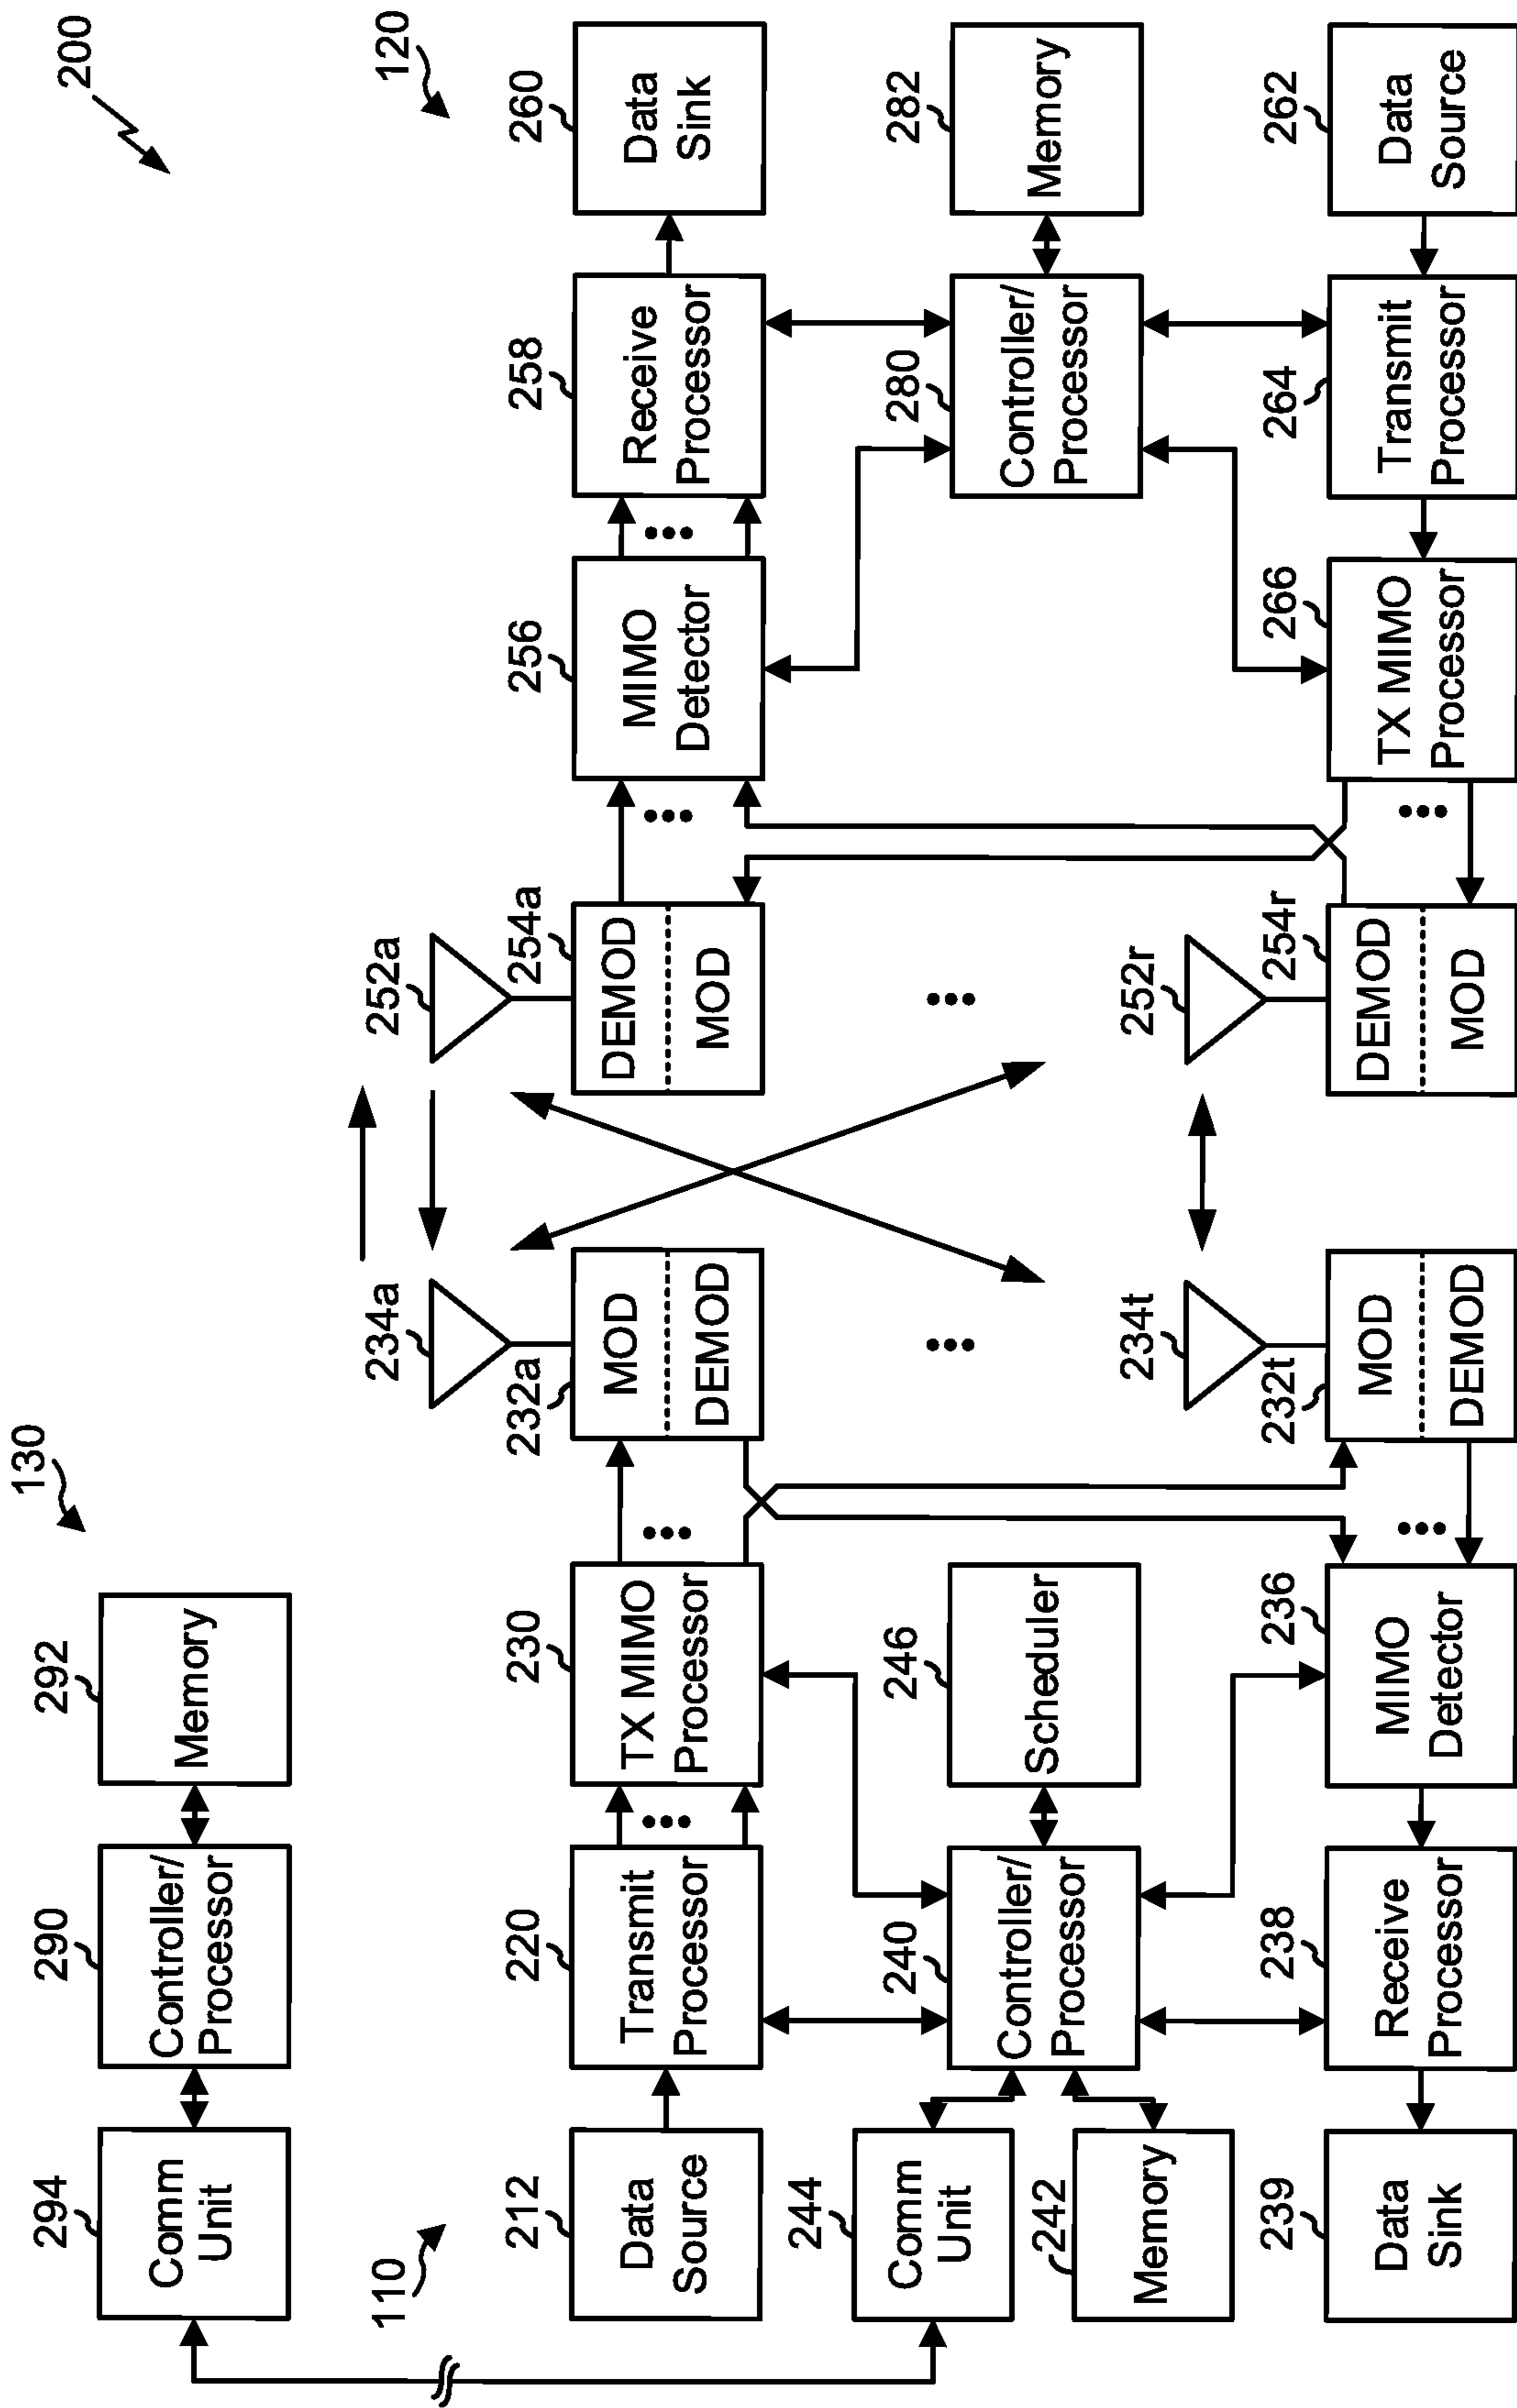 200
130
294
Comm
Unit
290
Controller/
Processor
292
Memory
110
120
212
Data
Source
220
Transmit
Processor
230
TX MIMO
Processor
234a
232a
MOD
DEMOD
252a
254a
DEMOD
MOD
256
MIMO
Detector
258
Receive
Processor
260
Data
Sink
244
Comm
Unit
242
Memory
240
Controller/
Processor
246
Scheduler
280
Controller/
Processor
282
Memory
239
Data
Sink
238
Receive
Processor
236
MIMO
Detector
234t
232t
MOD
DEMOD
252r
254r
DEMOD
MOD
266
TX MIMO
Processor
264
Transmit
Processor
262
Data
Source